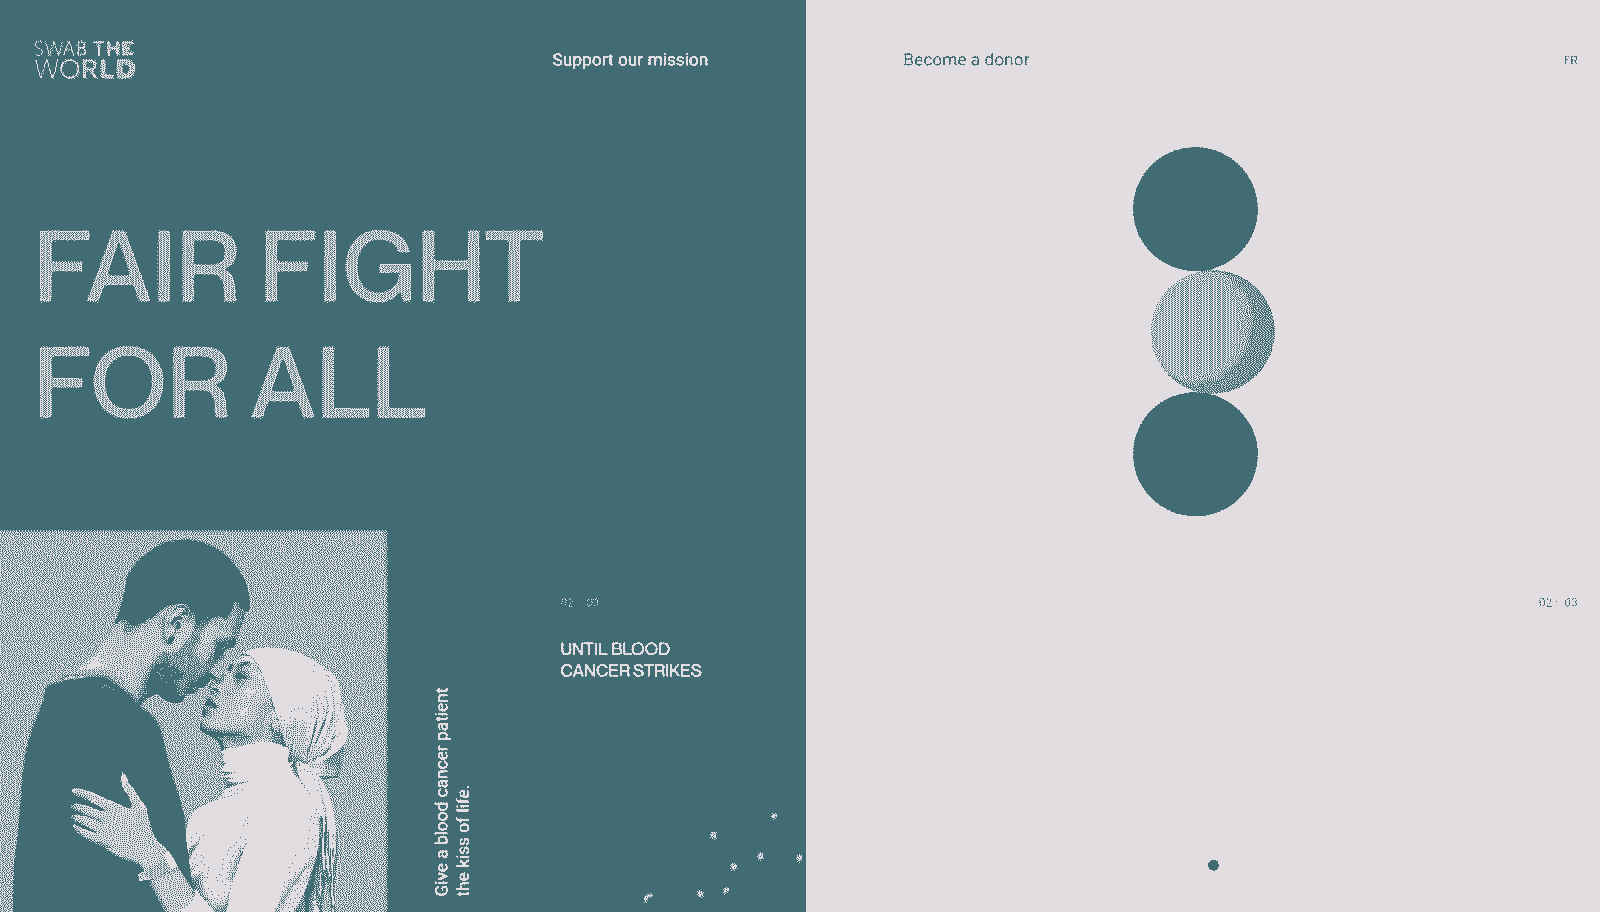 SWAB THE
WORLD
Support our mission
Become a donor
FR
FAIR FIGHT
FOR ALL
02
UNTIL BLOOD
CANCER STRIKES
Give a blood cancer patient
the kiss of life.
02 · 03